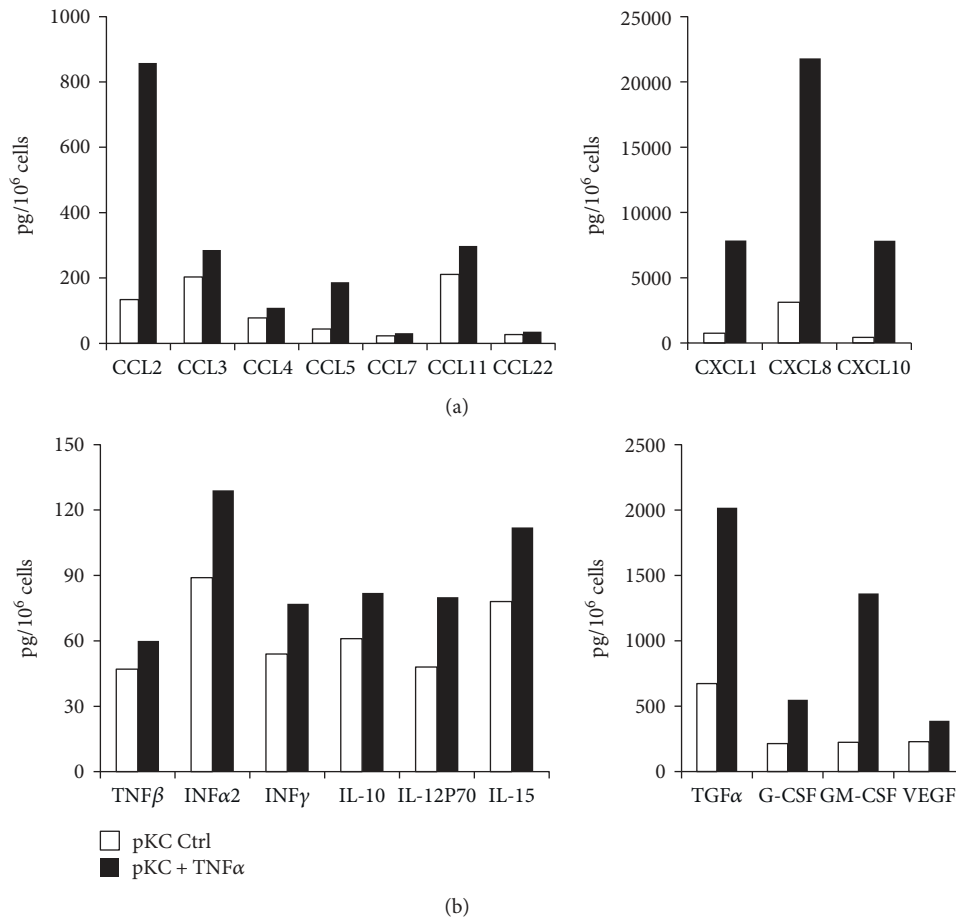 1000
800
600
400
200
0
pg/10⁶ cells
CCL2 CCL3 CCL4 CCL5 CCL7 CCL11 CCL22
25000
20000
15000
10000
5000
0
pg/10⁶ cells
CXCL1 CXCL8 CXCL10
(a)
150
120
90
60
30
0
pg/10⁶ cells
TNFβ INFα2 INFγ IL-10 IL-12P70 IL-15
2500
2000
1500
1000
500
0
pg/10⁶ cells
TGFα G-CSF GM-CSF VEGF
pKC Ctrl
pKC + TNFα
(b)